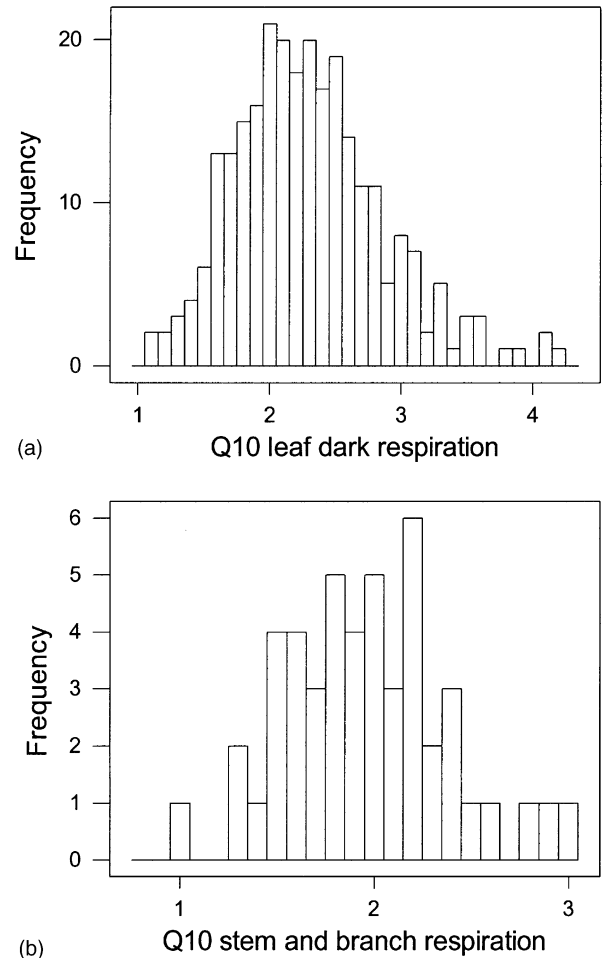 20
10
0
Frequency
1 2 3 4
(a)
Q10 leaf dark respiration
6
5
4
3
2
1
0
Frequency
1 2 3
(b)
Q10 stem and branch respiration